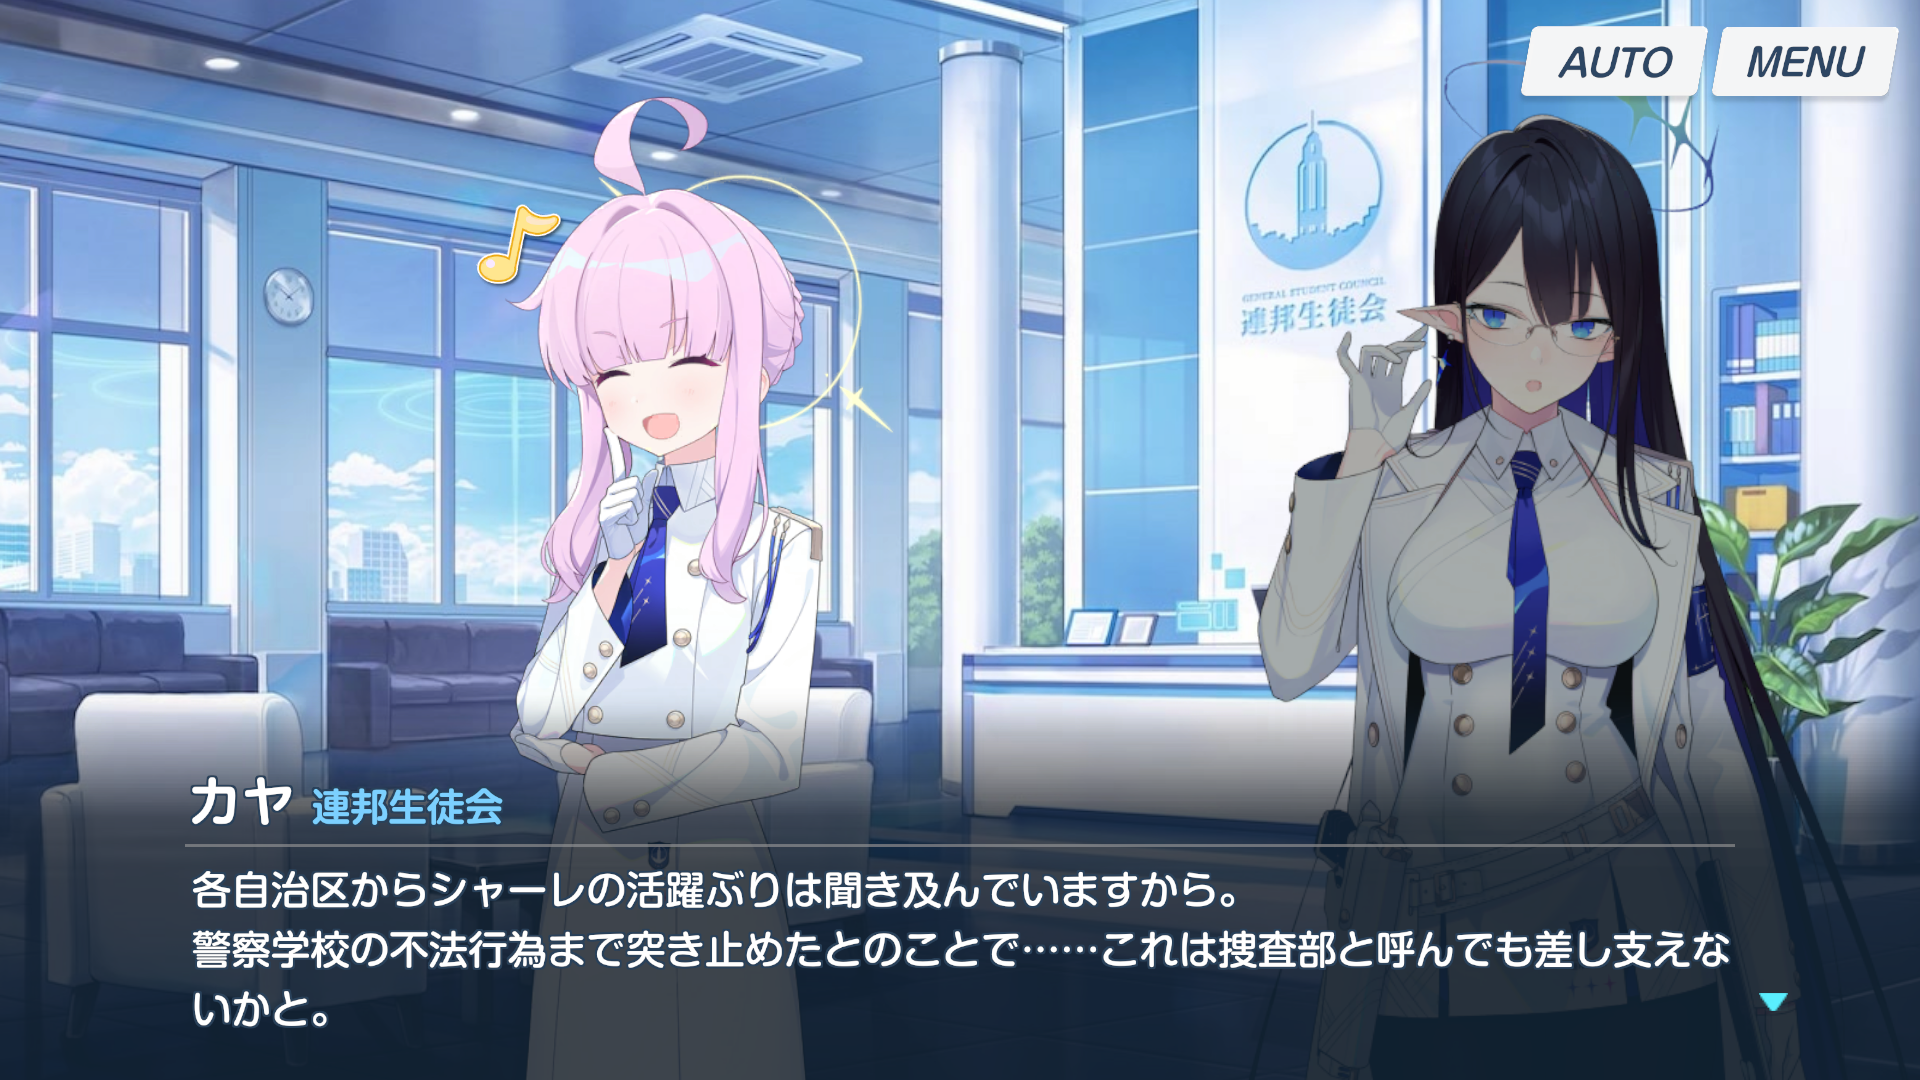 AUTO MENU
GENERAL STUDENT COUNCIL
連邦生徒会
カヤ 連邦生徒会
各自治区からシャーレの活躍ぶりは聞き及んでいますから。
警察学校の不法行為まで突き止めたとのことで……これは捜査部と呼んでも差し支えな
いかと。